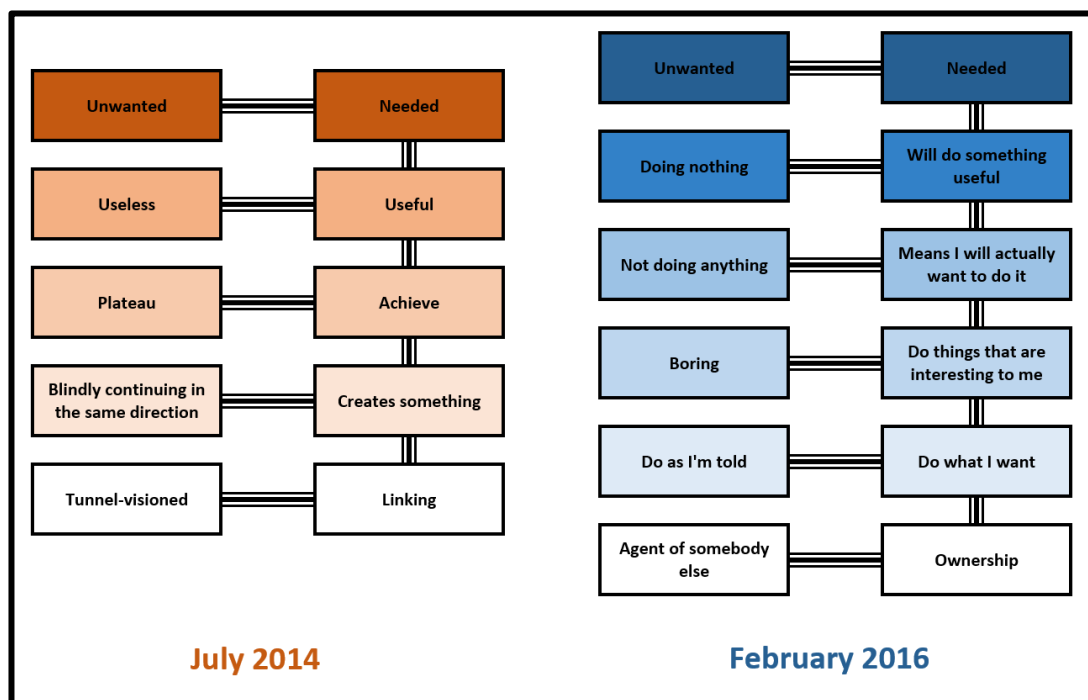 Unwanted
Needed
Useless
Useful
Plateau
Achieve
Blindly continuing in
the same direction
Creates something
Tunnel-visioned
Linking
July 2014
Unwanted
Needed
Doing nothing
Will do something
useful
Not doing anything
Means I will actually
want to do it
Boring
Do things that are
interesting to me
Do as I'm told
Do what I want
Agent of somebody
else
Ownership
February 2016